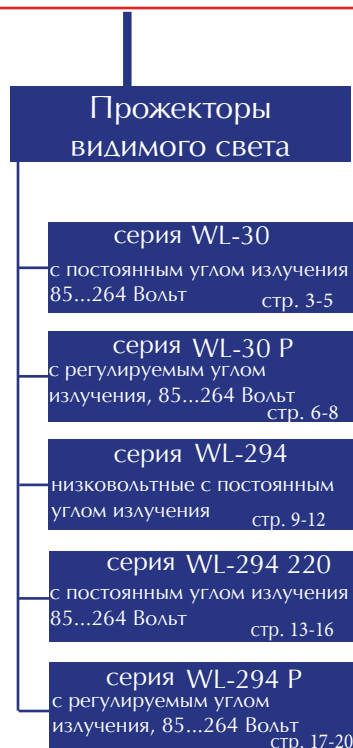 Прожекторы
видимого света
серия WL-30
с постоянным углом излучения
85...264 Вольт стр. 3-5
серия WL-30 Р
с регулируемым углом
излучения, 85...264 Вольт
стр. 6-8
серия WL-294
низковольтные с постоянным
углом излучения стр. 9-12
серия WL-294 220
с постоянным углом излучения
85...264 Вольт стр. 13-16
серия WL-294 Р
с регулируемым углом
излучения, 85...264 Вольт
стр. 17-20